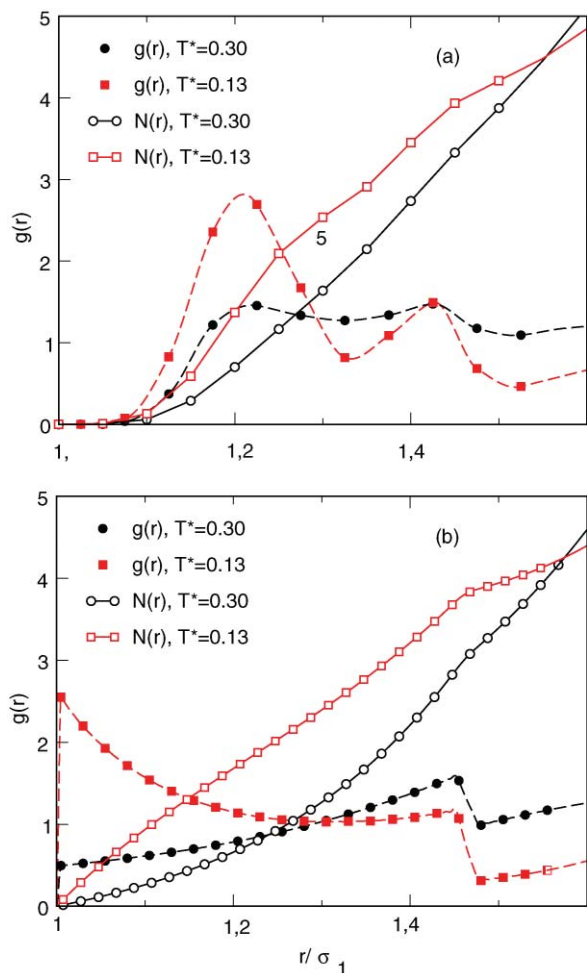 5
(a)
g(r), T*=0.30
g(r), T*=0.13
4
N(r), T*=0.30
N(r), T*=0.13
3
g(r)
5
2
1
0
1,
1,2
1,4
5
(b)
g(r), T*=0.30
g(r), T*=0.13
4
N(r), T*=0.30
N(r), T*=0.13
3
g(r)
2
1
0
1
1,2
1,4
r/ σ 1